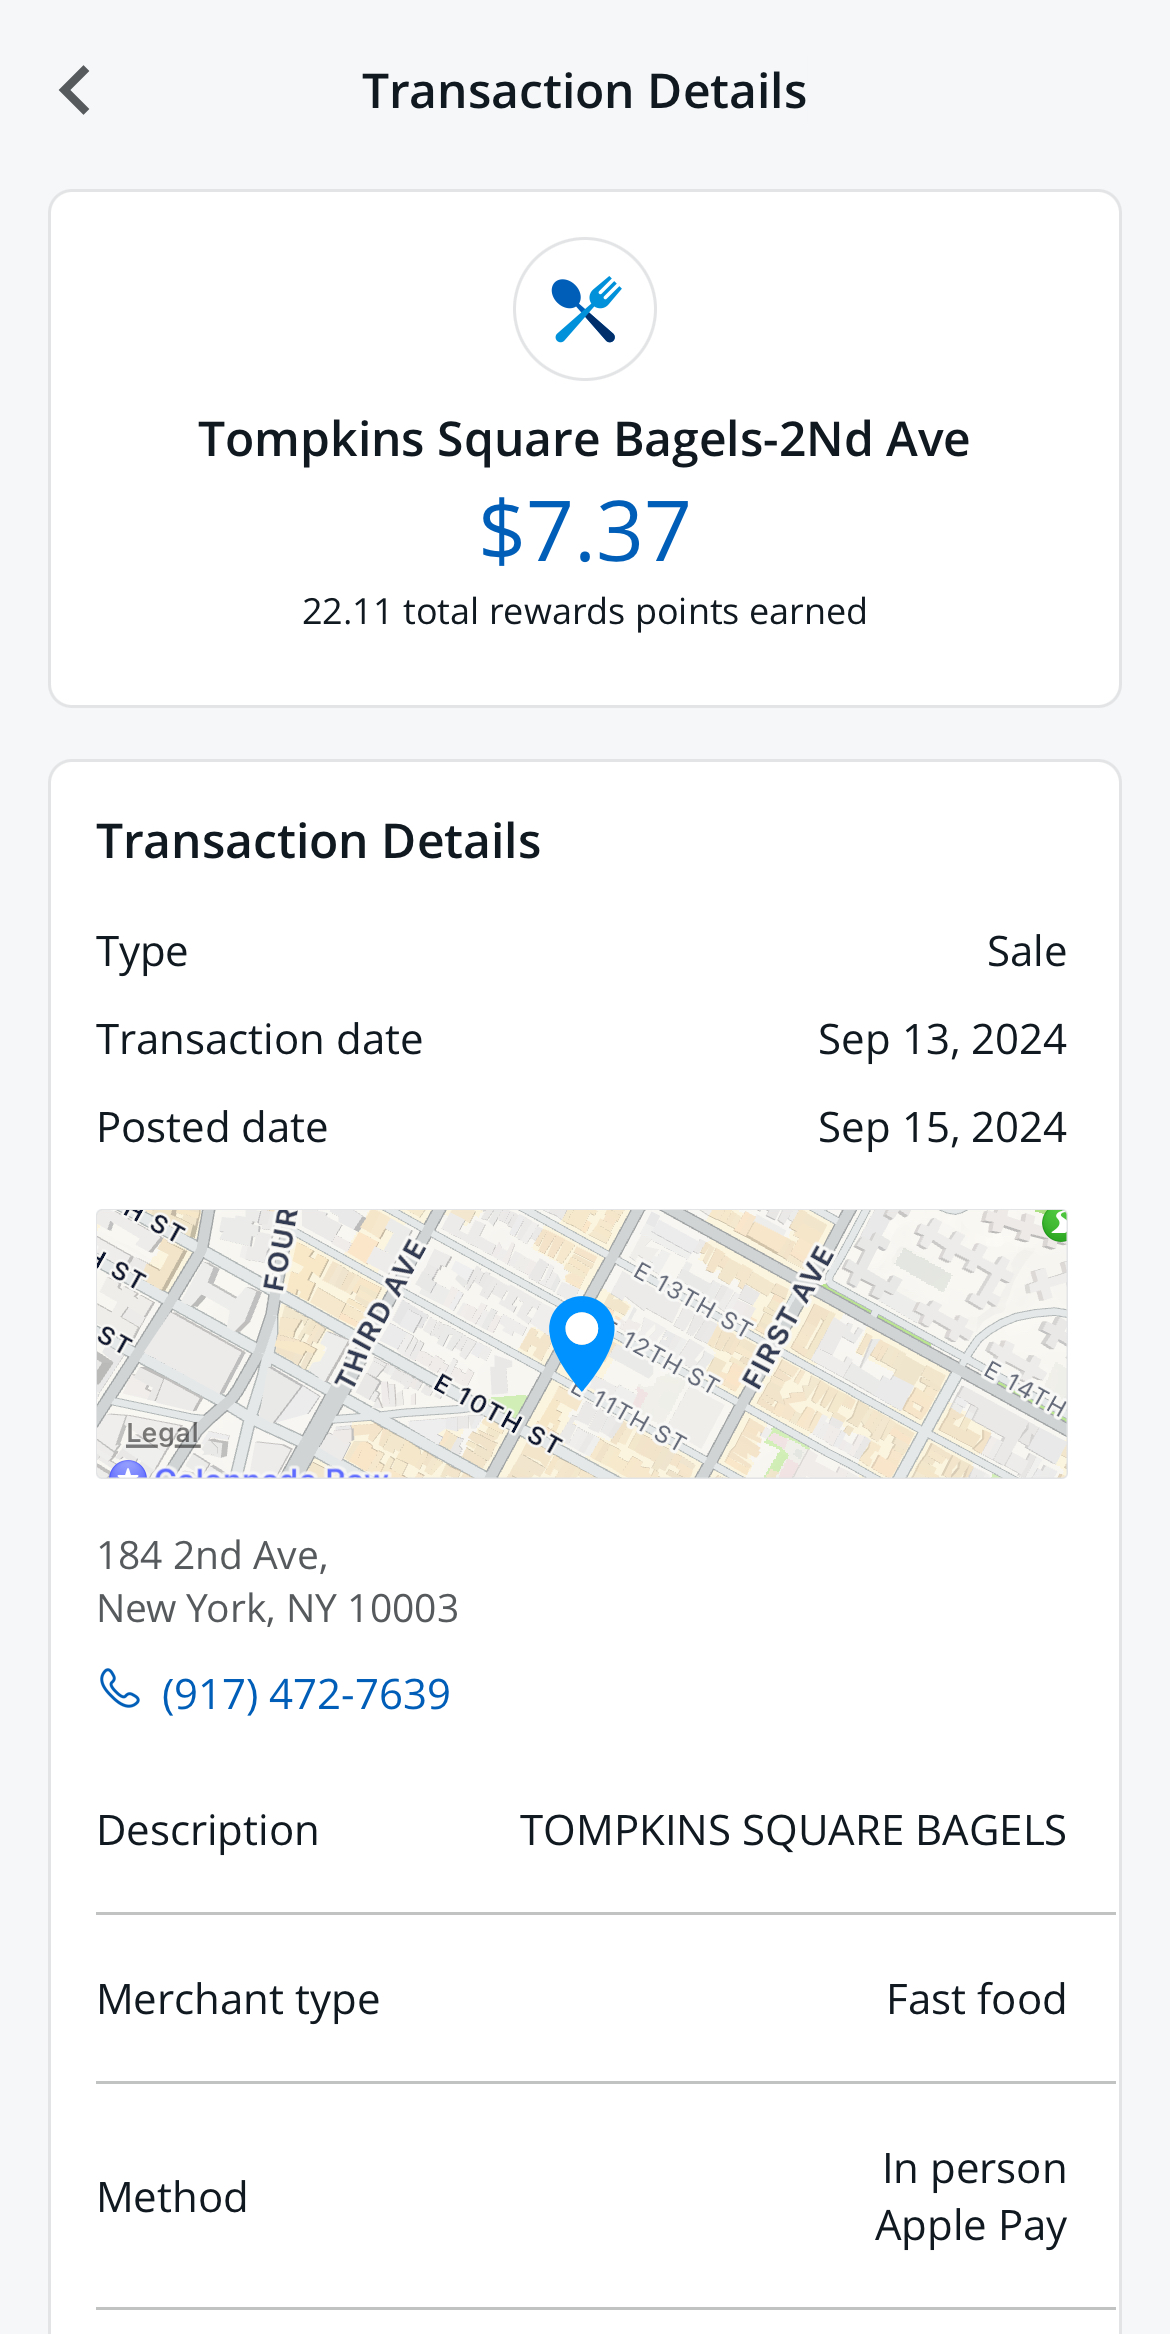 Transaction Details
Tompkins Square Bagels-2Nd Ave
$7.37
22.11 total rewards points earned
Transaction Details
Type Sale
Transaction date Sep 13, 2024
Posted date Sep 15, 2024
ST
ST
ST
FOUR
THIRD AVE
E 13TH ST
12TH ST
FIRST AVE
E 10TH ST
E 11TH ST
E 14TH
Legal
184 2nd Ave,
New York, NY 10003
(917) 472-7639
Description TOMPKINS SQUARE BAGELS
Merchant type Fast food
Method In person
Apple Pay